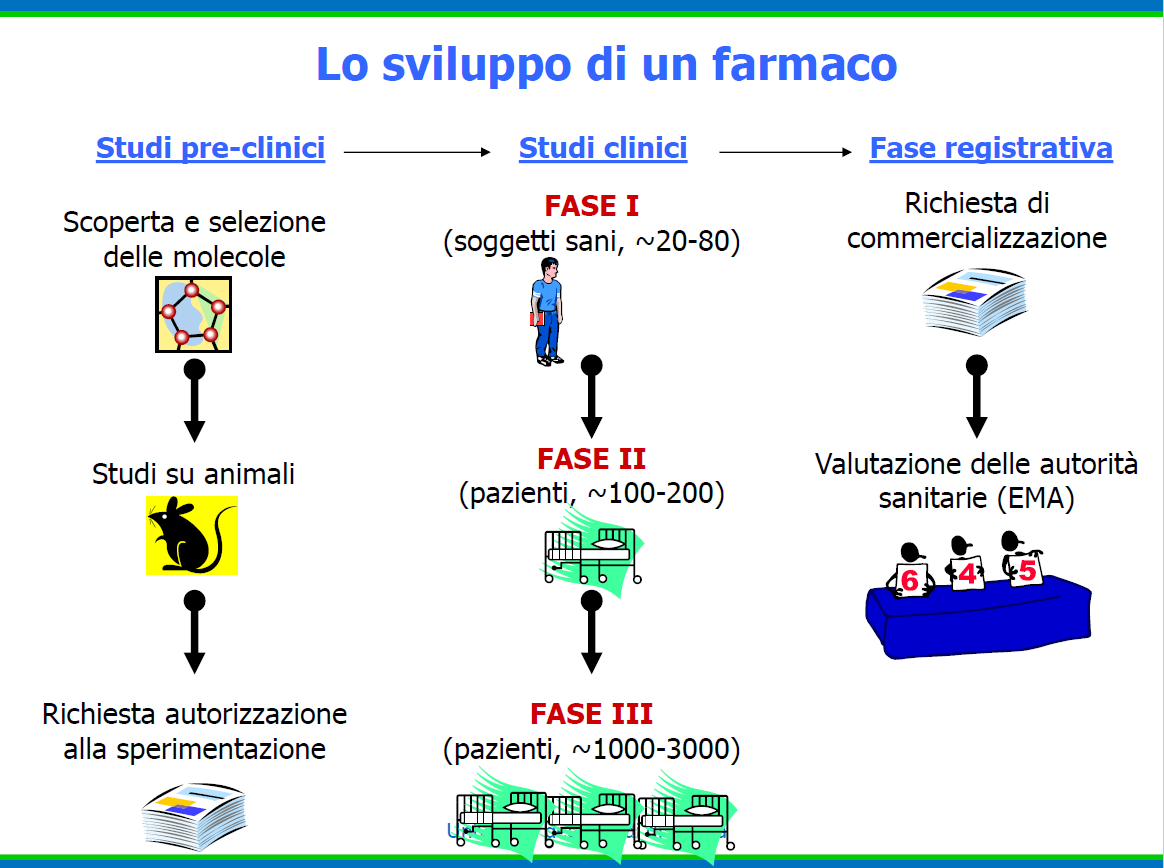 Lo sviluppo di un farmaco
Studi pre-clinici
Studi clinici
Fase registrativa
Scoperta e selezione
delle molecole
Studi su animali
Richiesta autorizzazione
alla sperimentazione
FASE I
(soggetti sani, ~20-80)
FASE II
(pazienti, ~100-200)
FASE III
(pazienti, ~1000-3000)
Richiesta di
commercializzazione
Valutazione delle autorità
sanitarie (EMA)
6 4 5